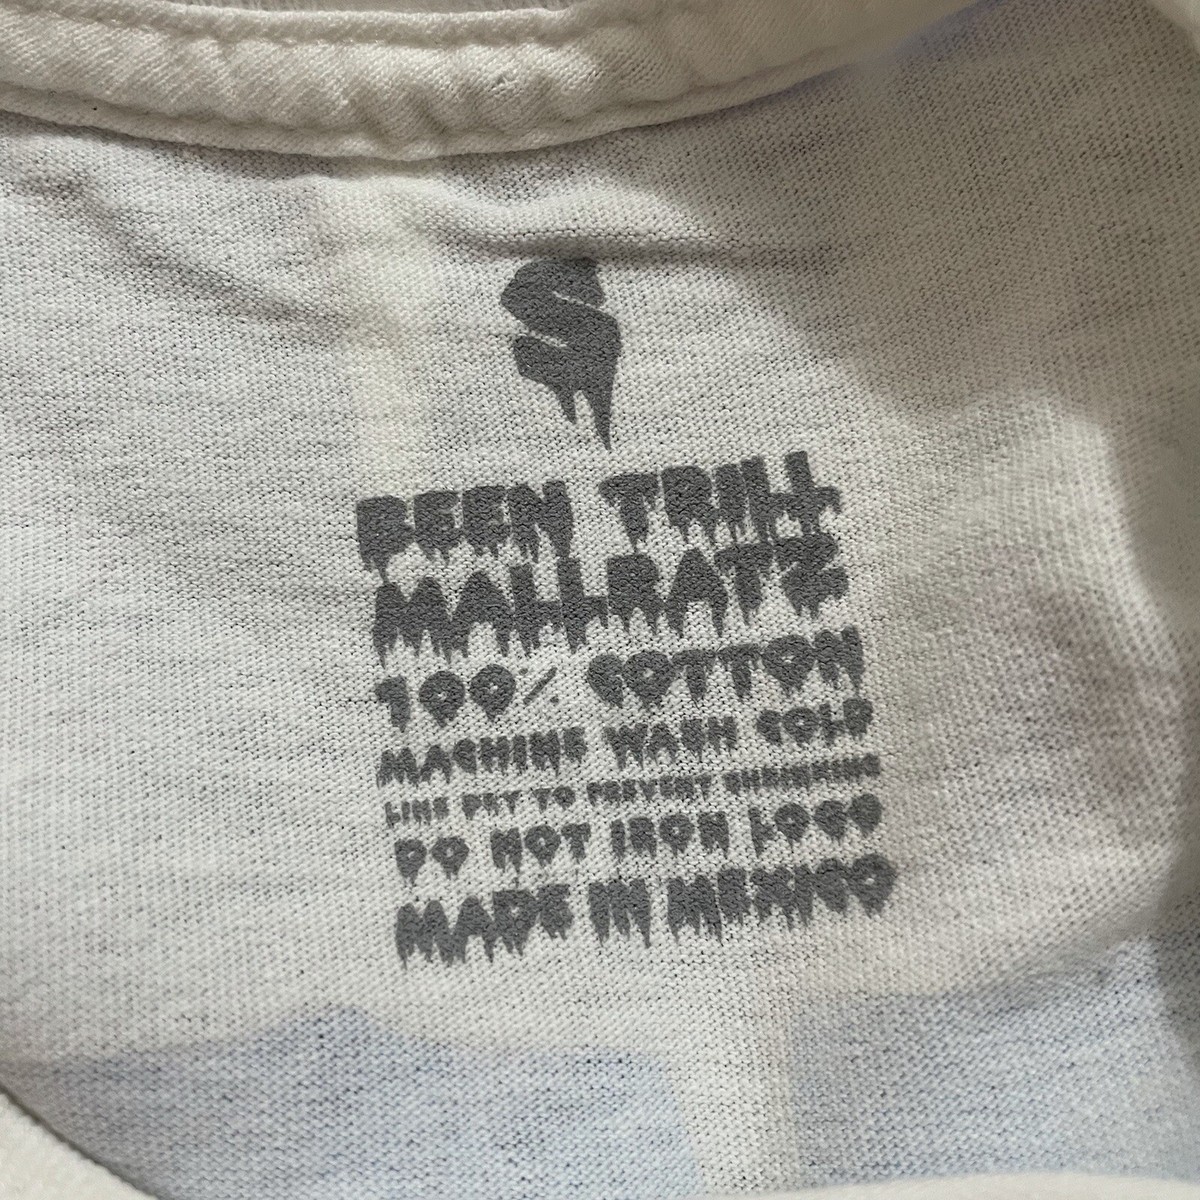 S
BEEN TRILL
MALLRATZ
100% COTTON
MACHINE WASH COLD
LINE DRY TO PREVENT SHRINKING
DO NOT IRON LOGO
MADE IN MEXICO